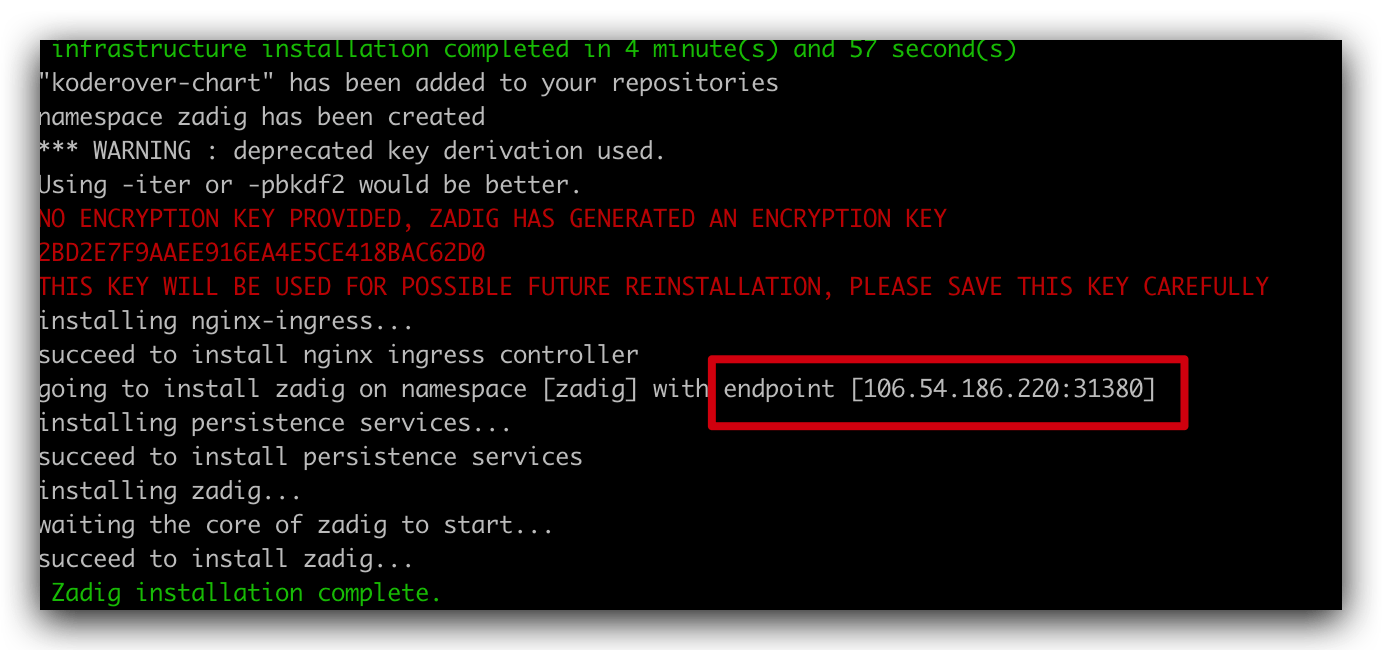 infrastructure installation completed in 4 minute(s) and 57 second(s)
"koderover-chart" has been added to your repositories
namespace zadig has been created
*** WARNING : deprecated key derivation used.
Using -iter or -pbkdf2 would be better.
NO ENCRYPTION KEY PROVIDED, ZADIG HAS GENERATED AN ENCRYPTION KEY
2BD2E7F9AAEE916EA4E5CE418BAC62D0
THIS KEY WILL BE USED FOR POSSIBLE FUTURE REINSTALLATION, PLEASE SAVE THIS KEY CAREFULLY
installing nginx-ingress...
succeed to install nginx ingress controller
going to install zadig on namespace [zadig] with endpoint [106.54.186.220:31380]
installing persistence services...
succeed to install persistence services
installing zadig...
waiting the core of zadig to start...
succeed to install zadig...
Zadig installation complete.